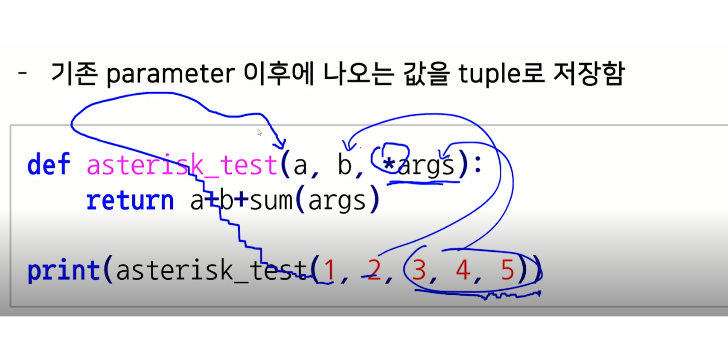 - 기존 parameter 이후에 나오는 값을 tuple로 저장함
def asterisk_test(a, b, *args):
    return a+b+sum(args)
print(asterisk_test(1, 2, 3, 4, 5))